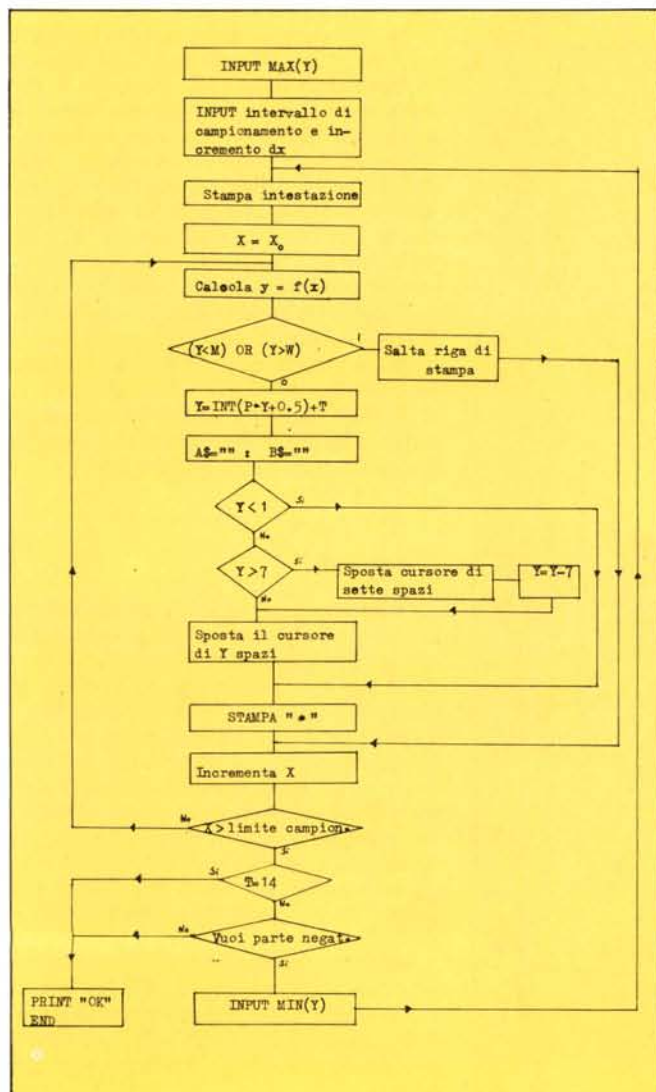 INPUT MAX(Y)
INPUT intervallo di
campionamento e in-
cremento dx
Stampa intestazione
X = X₀
Calcola y = f(x)
(Y<M) OR (Y>W)
1
Salta riga di
stampa
0
Y=INT(P*Y+0.5)+T
A$="" : B$=""
Y<1
Si
No
Y>7
Si
Sposta cursore di
sette spazi
Y=Y-7
No
Sposta il cursore
di Y spazi
STAMPA "*"
Incrementa X
X>limite campion.
No
Si
T=14
Si
No
Vuoi parte negat.
No
Si
PRINT "OK"
END
INPUT MIN(Y)